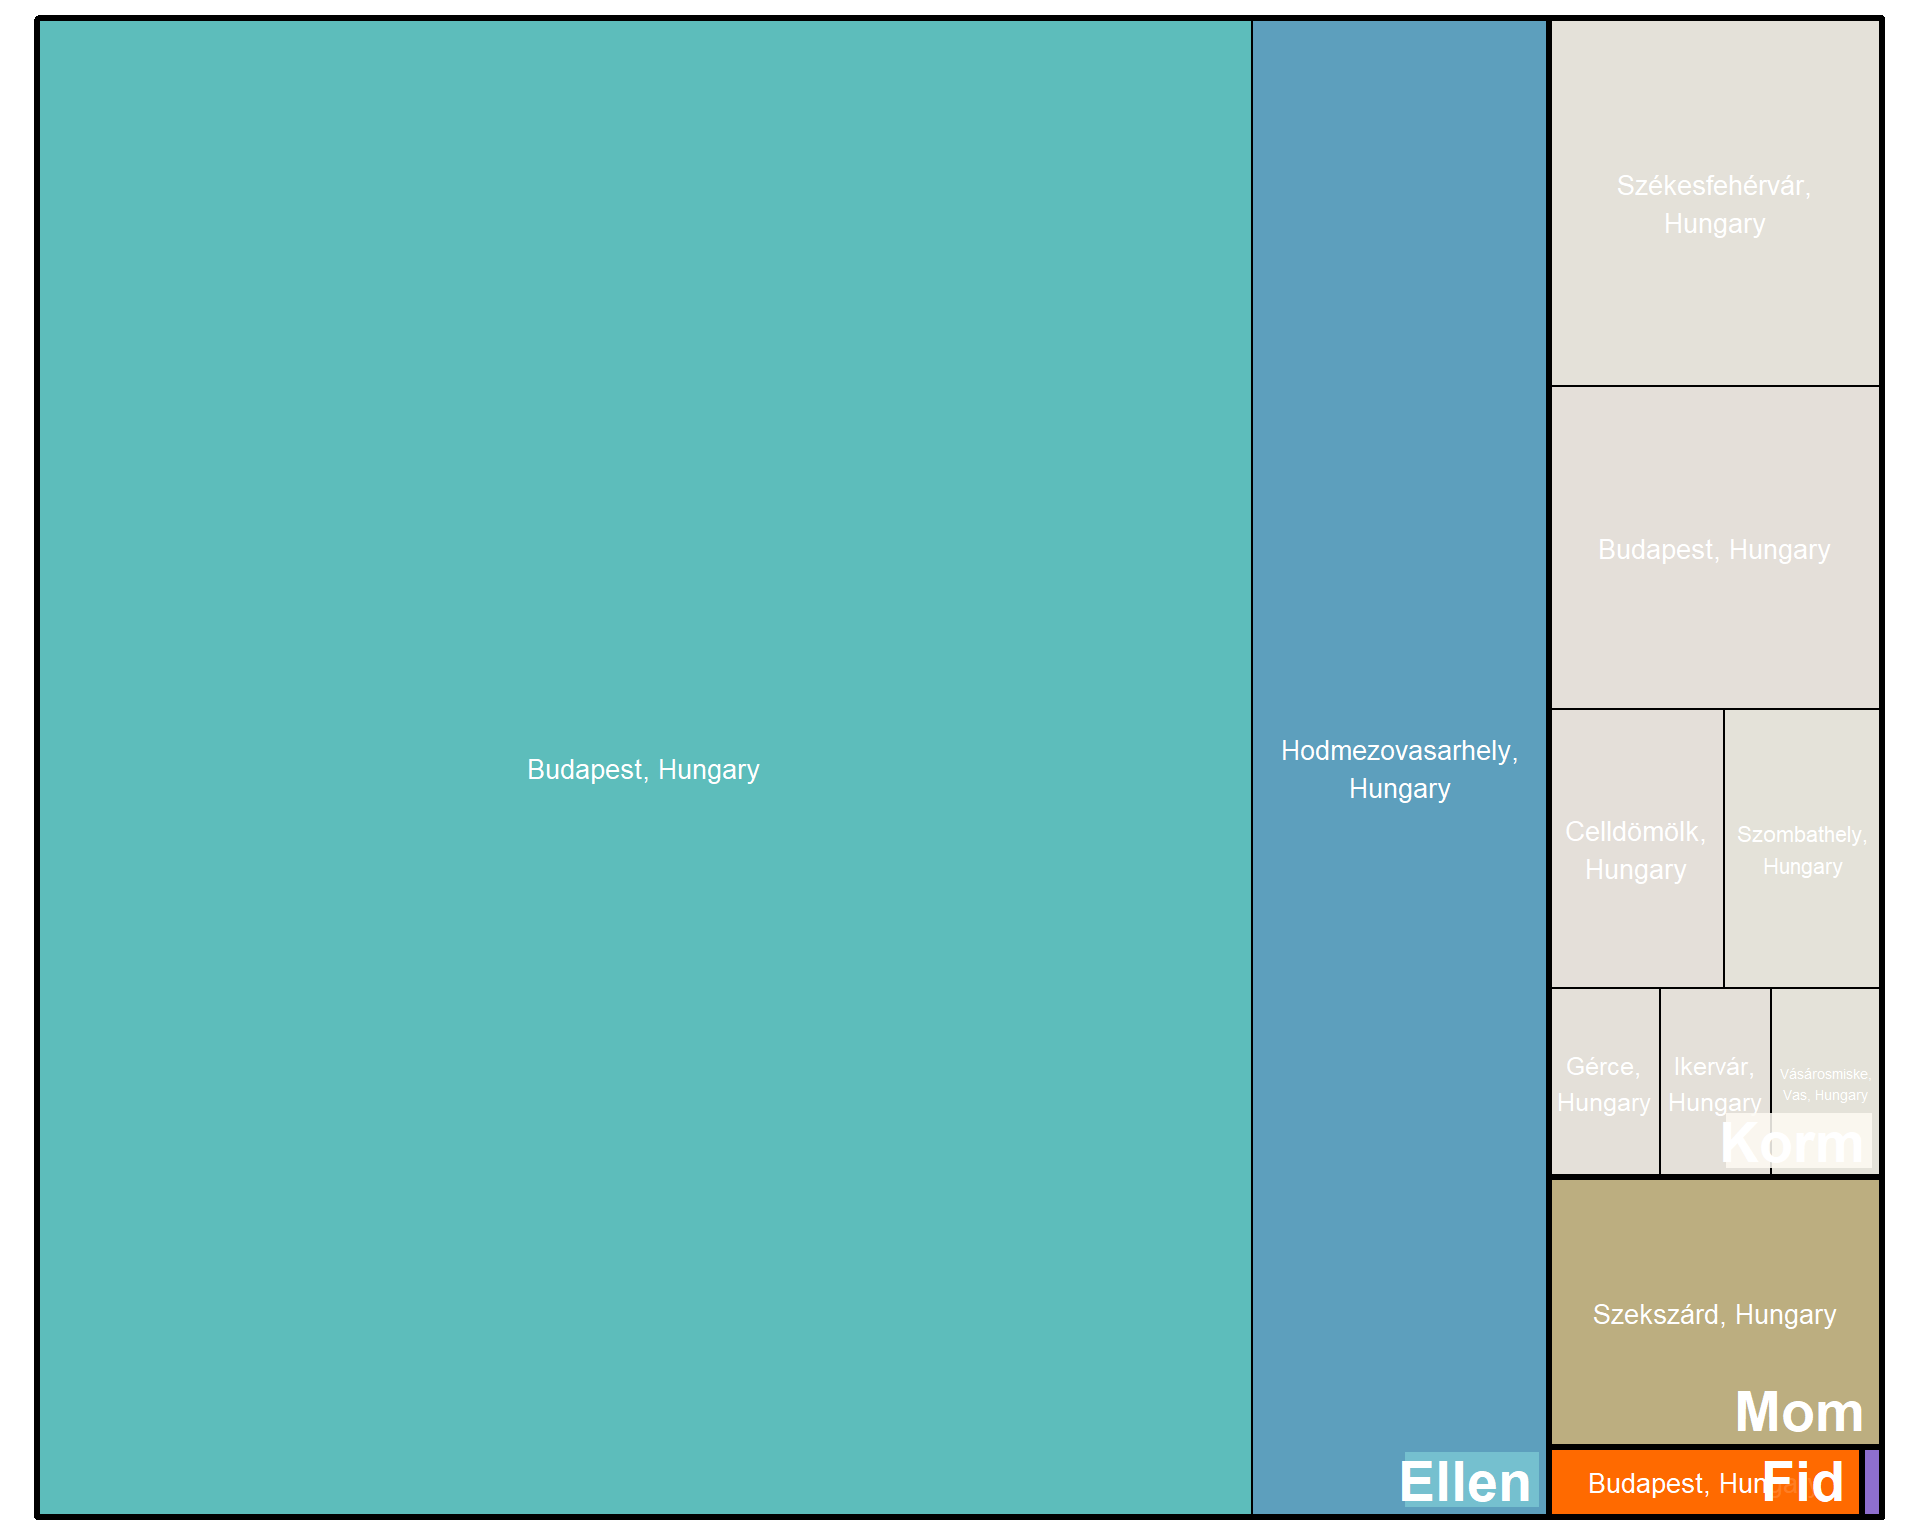 Budapest, Hungary
Hodmezovasarhely,
Hungary
Ellen
Székesfehérvár,
Hungary
Budapest, Hungary
Celldömölk,
Hungary
Szombathely,
Hungary
Gérce,
Hungary
Ikervár,
Hungary
Vásárosmiske,
Vas, Hungary
Korm
Szekszárd, Hungary
Mom
Budapest, Hungary
Fid